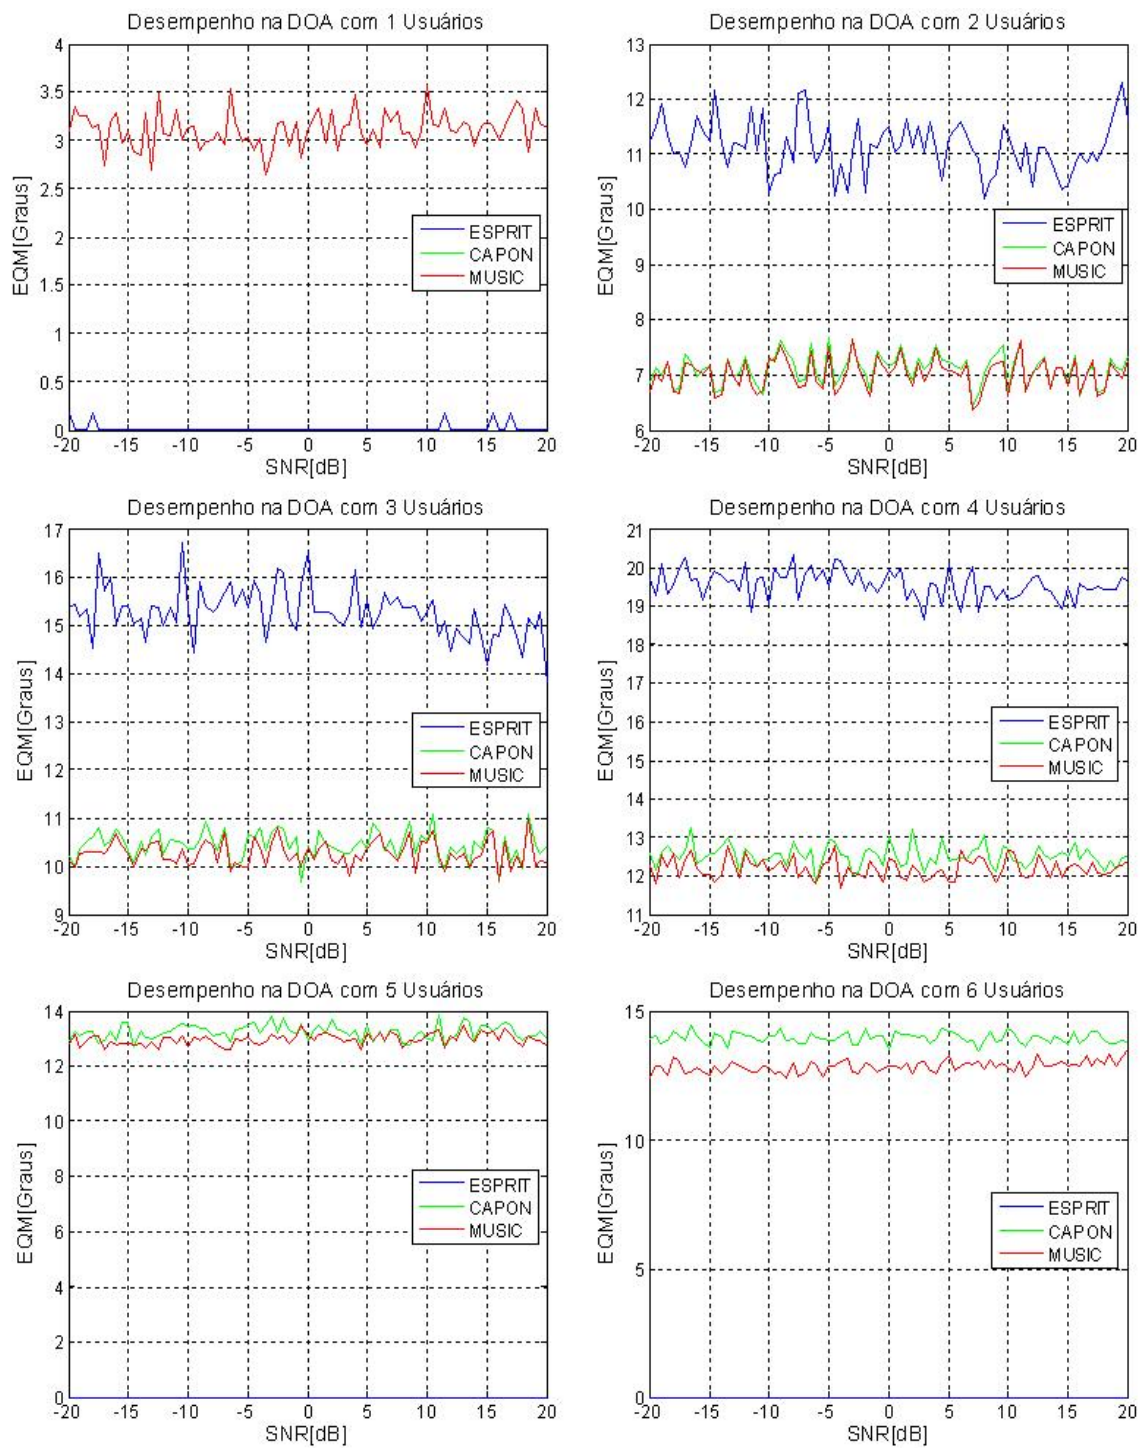 Desempenho na DOA com 1 Usuários
4
3.5
3
2.5
2
1.5
1
0.5
0
EQM[Graus]
ESPRIT
CAPON
MUSIC
-20 -15 -10 -5 0 5 10 15 20
SNR[dB]
Desempenho na DOA com 2 Usuários
13
12
11
10
9
8
7
6
EQM[Graus]
ESPRIT
CAPON
MUSIC
-20 -15 -10 -5 0 5 10 15 20
SNR[dB]
Desempenho na DOA com 3 Usuários
17
16
15
14
13
12
11
10
9
EQM[Graus]
ESPRIT
CAPON
MUSIC
-20 -15 -10 -5 0 5 10 15 20
SNR[dB]
Desempenho na DOA com 4 Usuários
21
20
19
18
17
16
15
14
13
12
11
EQM[Graus]
ESPRIT
CAPON
MUSIC
-20 -15 -10 -5 0 5 10 15 20
SNR[dB]
Desempenho na DOA com 5 Usuários
14
12
10
8
6
4
2
0
EQM[Graus]
ESPRIT
CAPON
MUSIC
-20 -15 -10 -5 0 5 10 15 20
SNR[dB]
Desempenho na DOA com 6 Usuários
15
10
5
0
EQM[Graus]
ESPRIT
CAPON
MUSIC
-20 -15 -10 -5 0 5 10 15 20
SNR[dB]